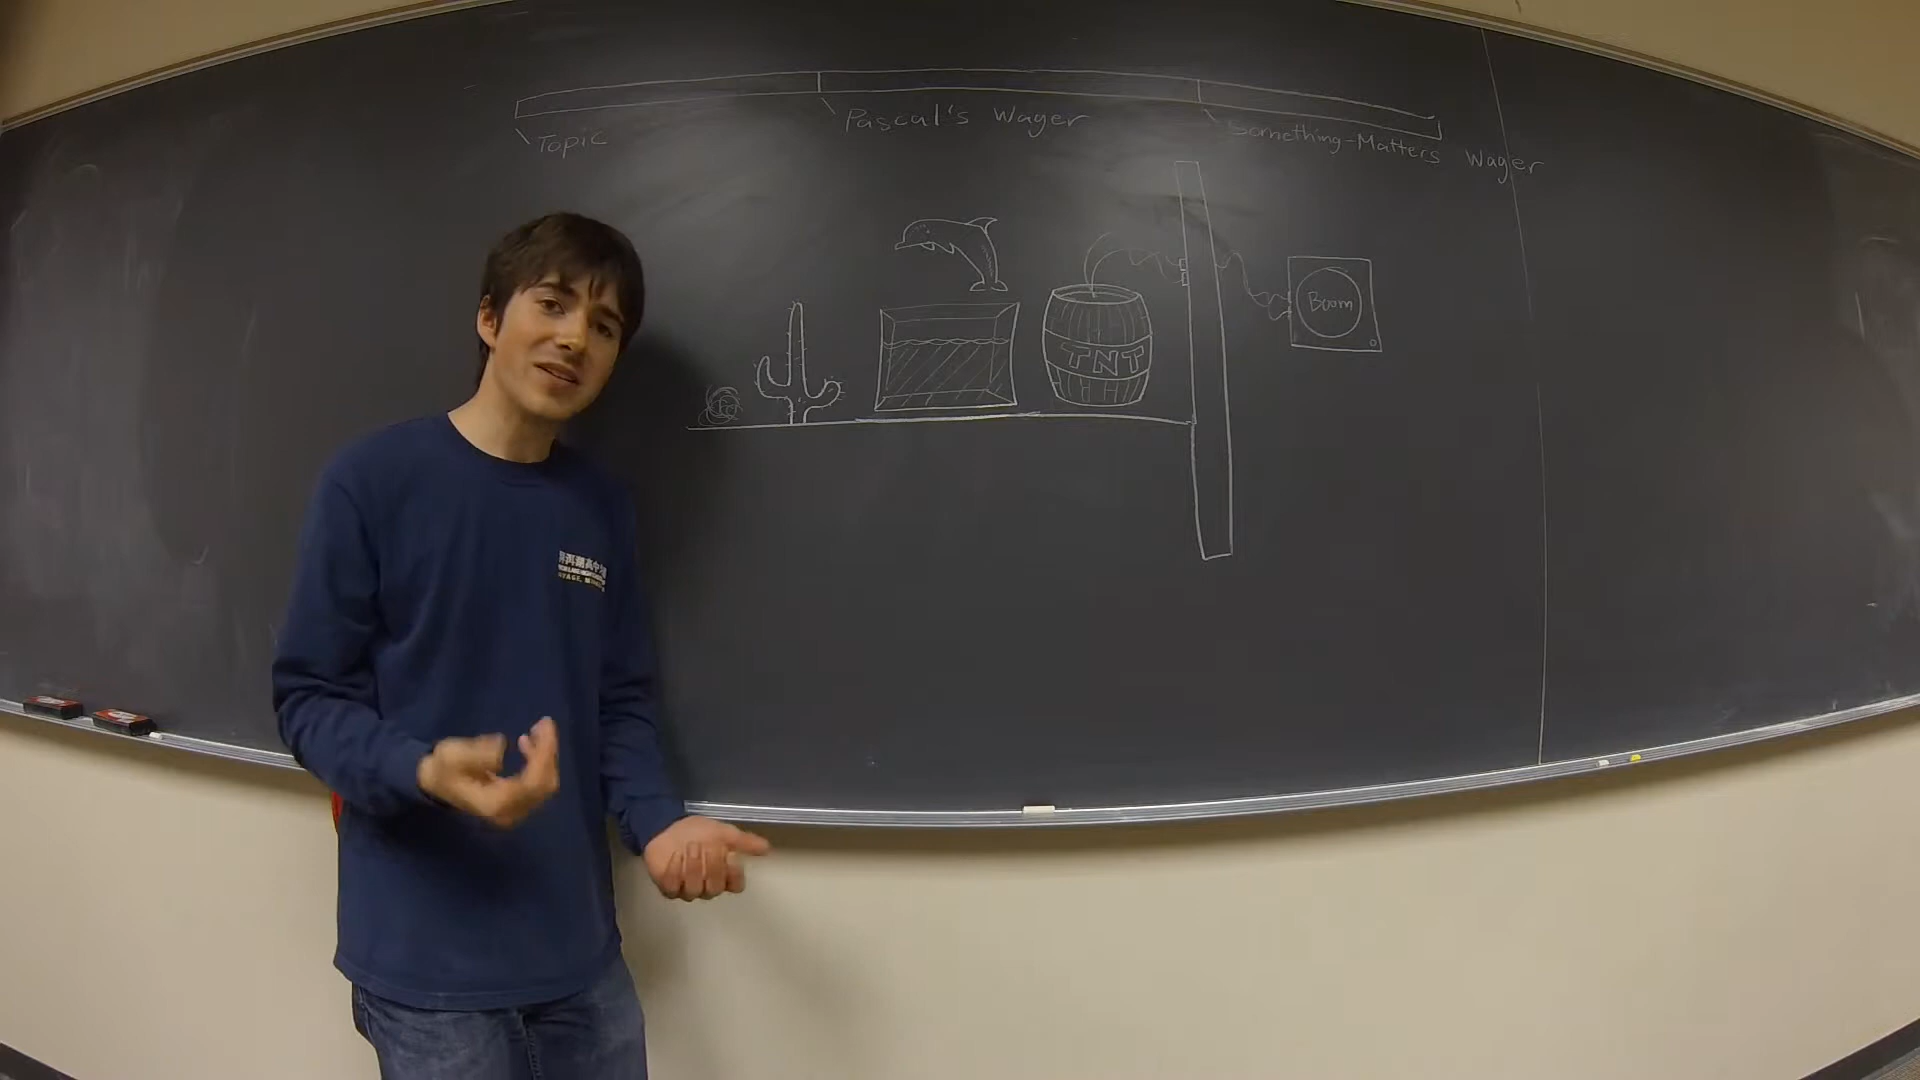 Topic
Pascal's Wager
Something-Matters Wager
TNT
Boom